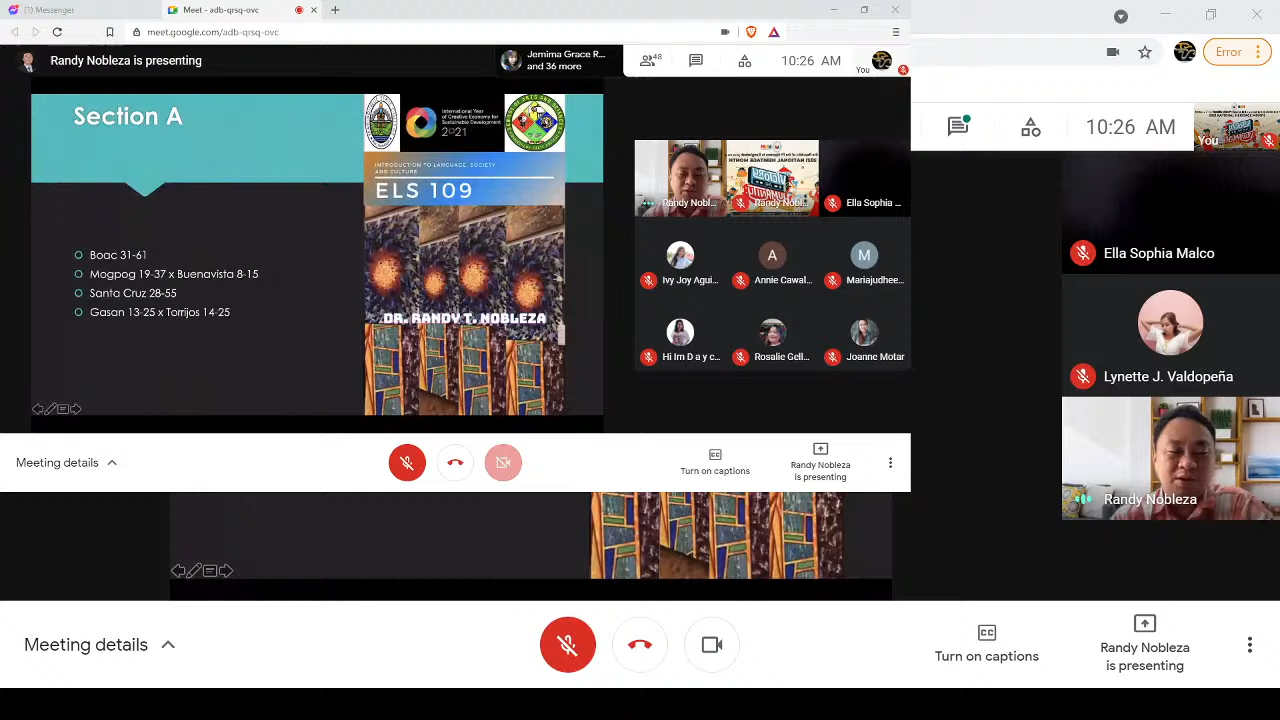 (1) Messenger
Meet - adb-qrsq-ovc
meet.google.com/adb-qrsq-ovc
Error
Randy Nobleza is presenting
Jemima Grace R...
and 36 more
48
10:26 AM
You
10:26 AM
You
Section A
International Year
of Creative Economy for
Sustainable Development
2021
INTRODUCTION TO LANGUAGE, SOCIETY
AND CULTURE
ELS 109
Boac 31-61
Mogpog 19-37 x Buenavista 8-15
Santa Cruz 28-55
Gasan 13-25 x Torrijos 14-25
DR. RANDY T. NOBLEZA
Randy Nobl...
Randy Nobl...
Ella Sophia ...
Ivy Joy Agui...
Annie Cawal...
Mariajudhee...
A
M
Hi Im D a y c...
Rosalie Gell...
Joanne Motar
Ella Sophia Malco
Lynette J. Valdopeña
Randy Nobleza
Meeting details
Turn on captions
Randy Nobleza
is presenting
Meeting details
Turn on captions
Randy Nobleza
is presenting